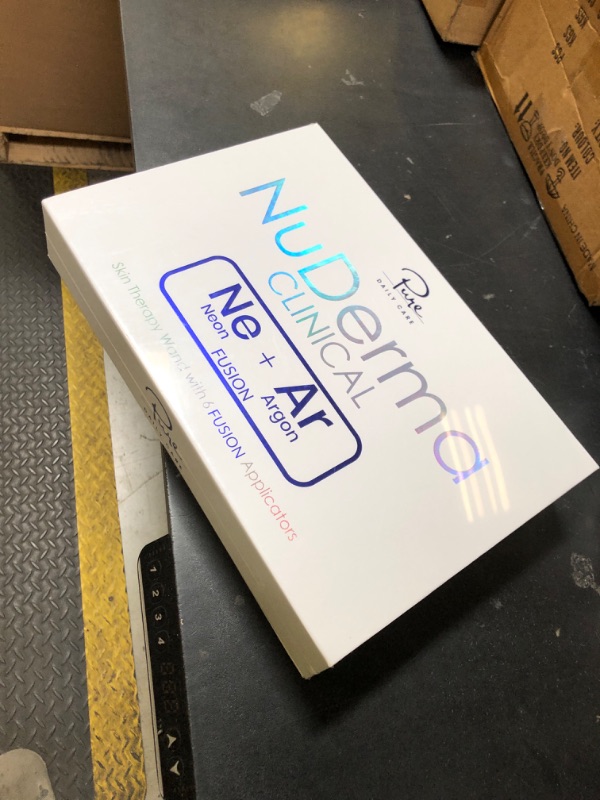 Pure
DAILY CARE
NuDerma
CLINICAL
Ne + Ar
Neon FUSION Argon
Skin Therapy Wand with 6 FUSION Applicators
Pure
1
2
3
4
11